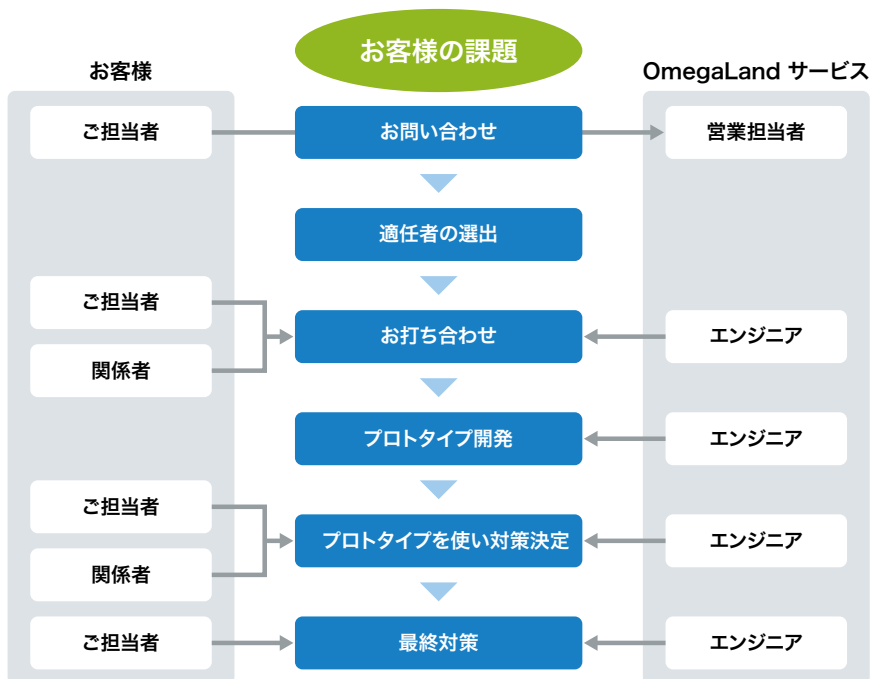 お客様の課題
お客様
OmegaLand サービス
ご担当者
お問い合わせ
営業担当者
適任者の選出
ご担当者
関係者
お打ち合わせ
エンジニア
プロトタイプ開発
エンジニア
ご担当者
関係者
プロトタイプを使い対策決定
エンジニア
ご担当者
最終対策
エンジニア